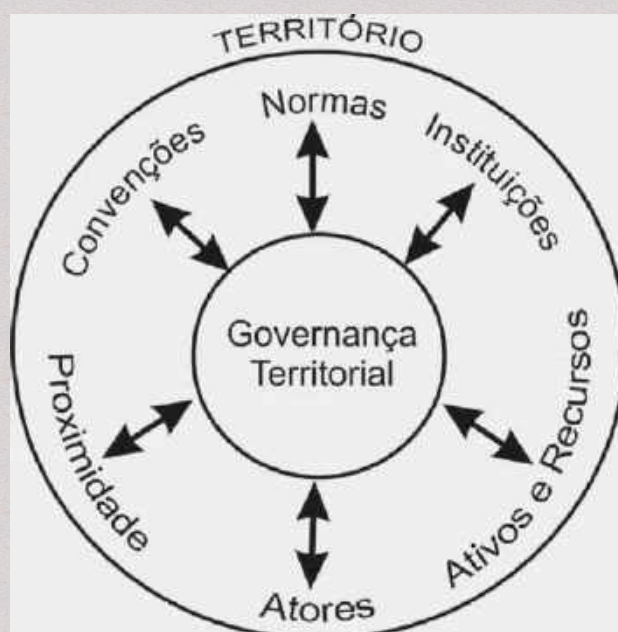 TERRITÓRIO
Normas
Convenções
Instituições
Governança
Territorial
Proximidade
Ativos e Recursos
Atores